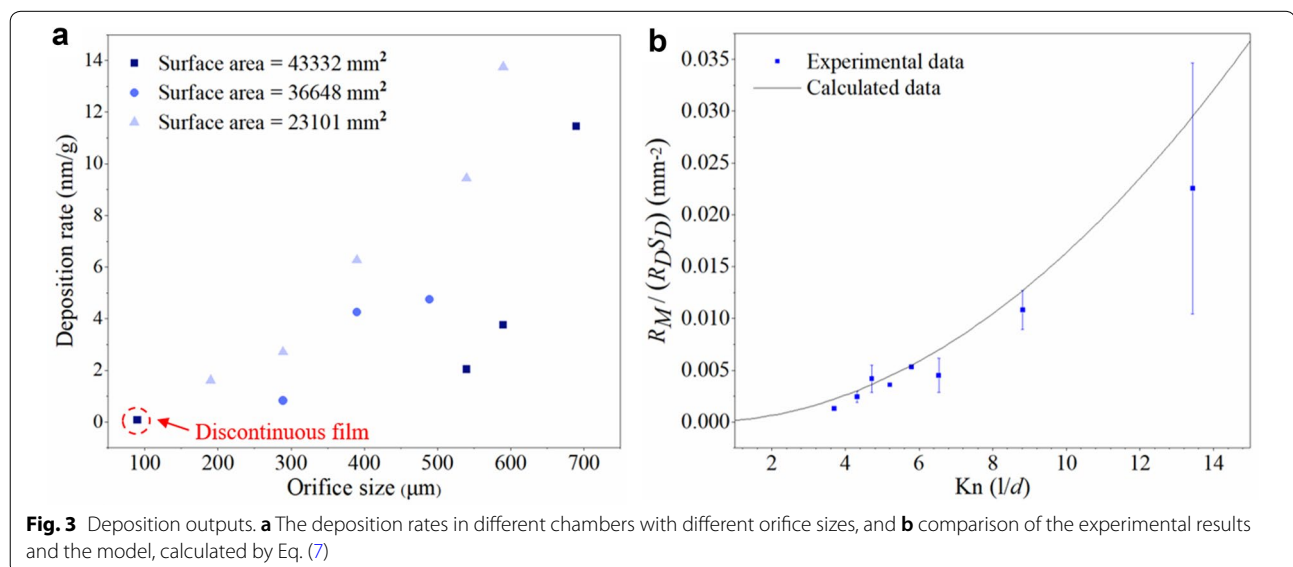 a
Surface area = 43332 mm²
Surface area = 36648 mm²
Surface area = 23101 mm²
Deposition rate (nm/g)
14
12
10
8
6
4
2
0
Discontinuous film
100 200 300 400 500 600 700
Orifice size (μm)
b
Experimental data
Calculated data
R_M / (R_D S_D) (mm-2)
0.035
0.030
0.025
0.020
0.015
0.010
0.005
0.000
2 4 6 8 10 12 14
Kn (l/d)
Fig. 3 Deposition outputs. a The deposition rates in different chambers with different orifice sizes, and b comparison of the experimental results
and the model, calculated by Eq. (7)